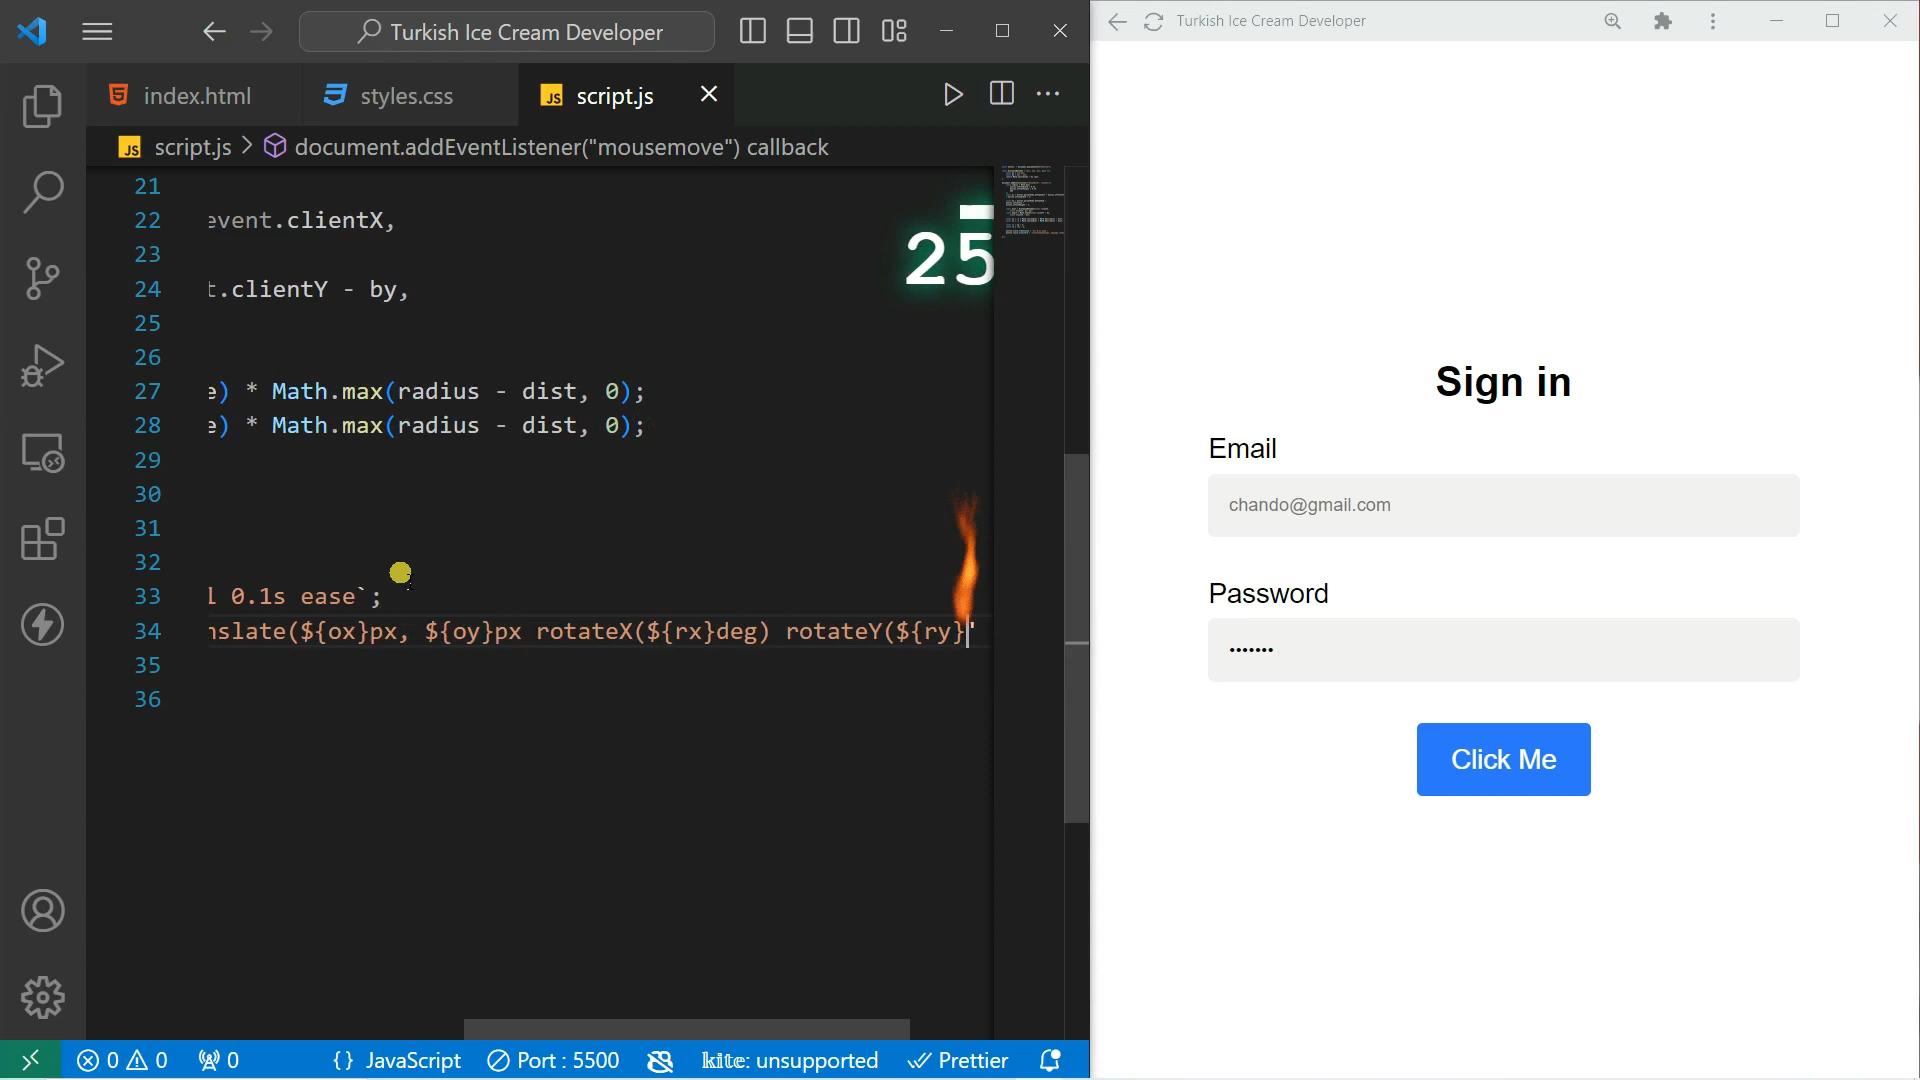 Turkish Ice Cream Developer
index.html
styles.css
JS script.js
JS script.js > document.addEventListener("mousemove") callback
21
22 event.clientX,
23
24 t.clientY - by,
25
26
27 e) * Math.max(radius - dist, 0);
28 e) * Math.max(radius - dist, 0);
29
30
31
32
33 l 0.1s ease`;
34 nslate(${ox}px, ${oy}px rotateX(${rx}deg) rotateY(${ry}
35
36
25
0 0 0 {} JavaScript Port : 5500 kite: unsupported Prettier
Turkish Ice Cream Developer
Sign in
Email
chando@gmail.com
Password
•••••••
Click Me